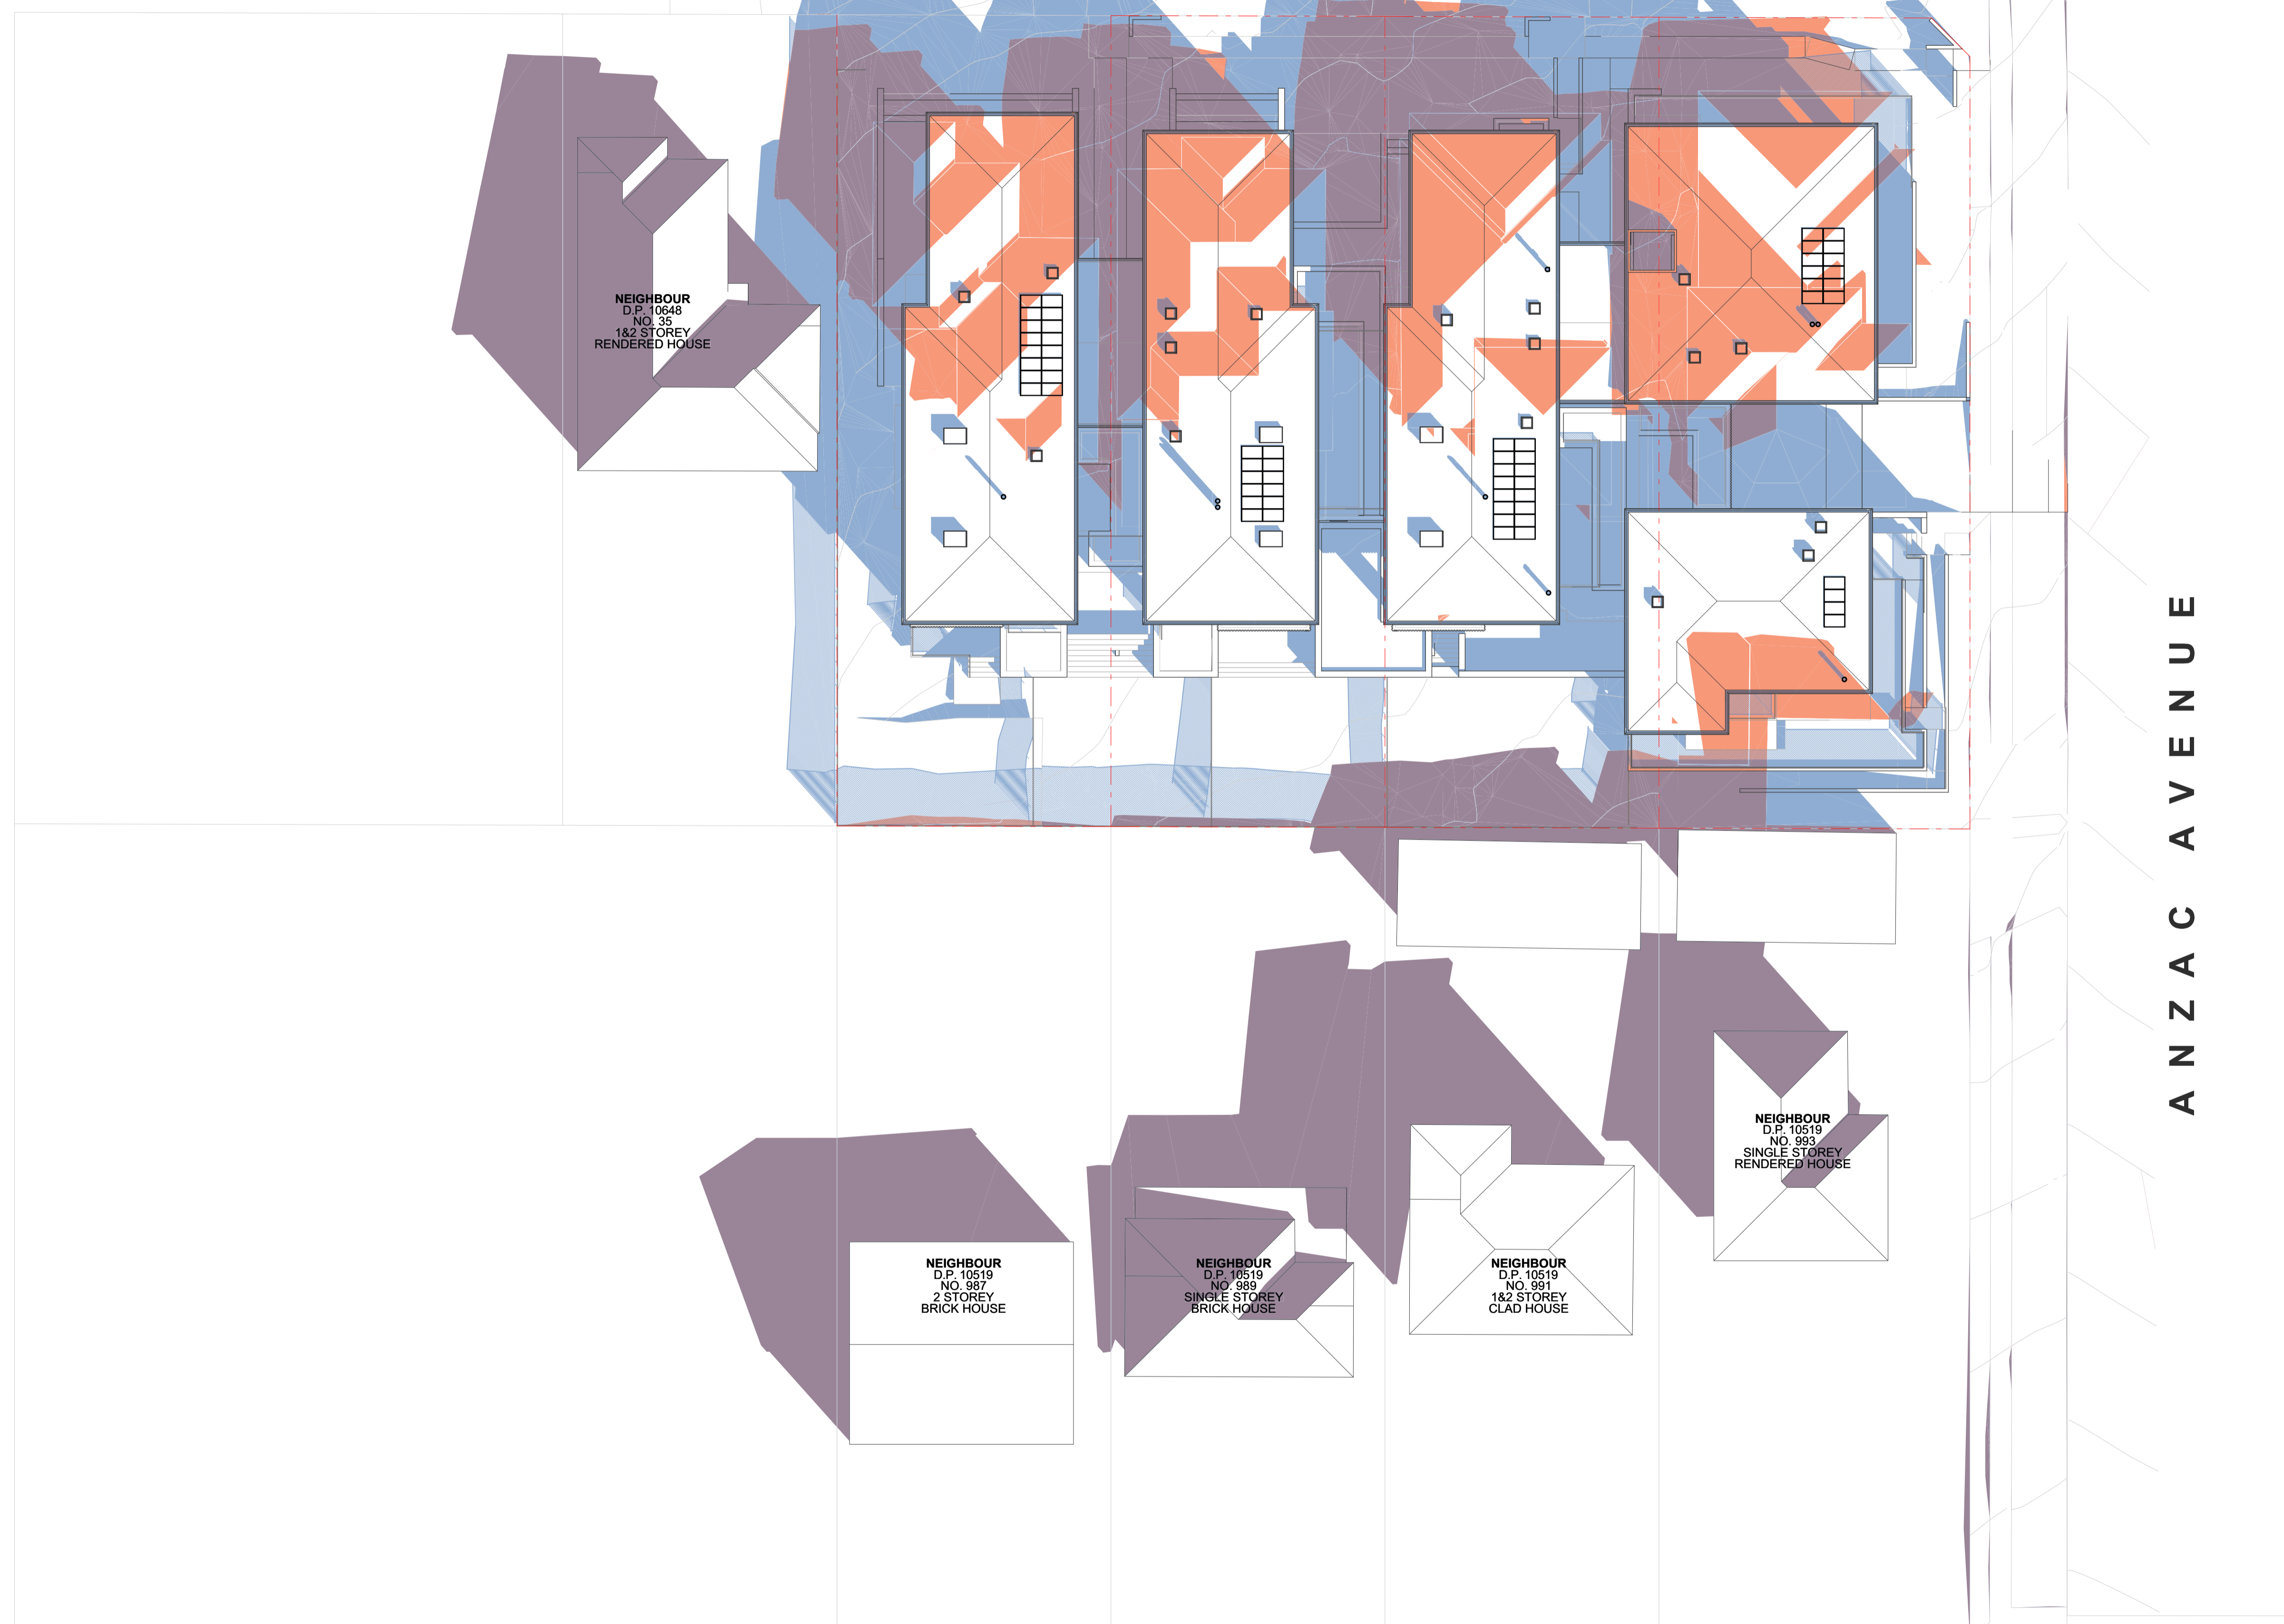 NEIGHBOUR
D.P. 10648
NO. 35
1&2 STOREY
RENDERED HOUSE
ANZAC AVENUE
NEIGHBOUR
D.P. 10519
NO. 993
SINGLE STOREY
RENDERED HOUSE
NEIGHBOUR
D.P. 10519
NO. 987
2 STOREY
BRICK HOUSE
NEIGHBOUR
D.P. 10519
NO. 989
SINGLE STOREY
BRICK HOUSE
NEIGHBOUR
D.P. 10519
NO. 991
1&2 STOREY
CLAD HOUSE